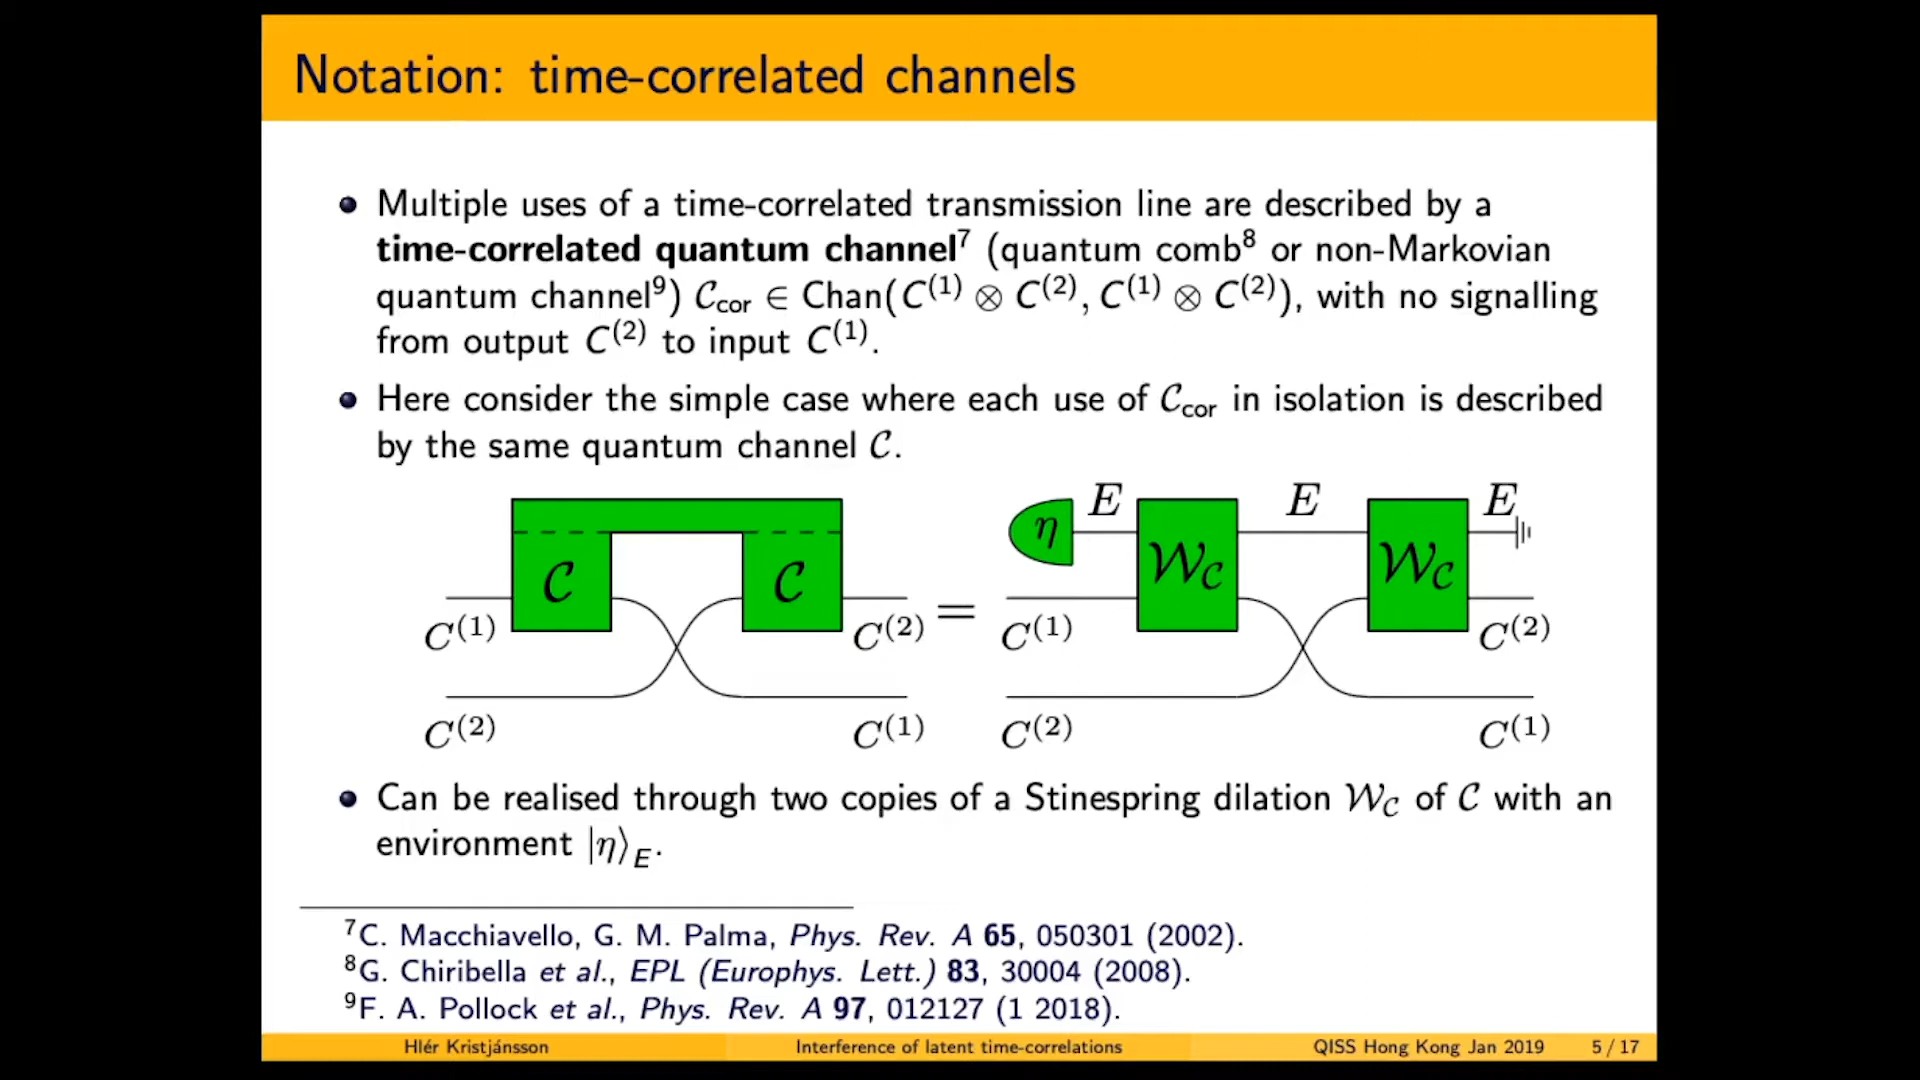 Notation: time-correlated channels
• Multiple uses of a time-correlated transmission line are described by a
time-correlated quantum channel⁷ (quantum comb⁸ or non-Markovian
quantum channel⁹) 𝒞cor ∈ Chan(C⁽¹⁾ ⊗ C⁽²⁾, C⁽¹⁾ ⊗ C⁽²⁾), with no signalling
from output C⁽²⁾ to input C⁽¹⁾.
• Here consider the simple case where each use of 𝒞cor in isolation is described
by the same quantum channel 𝒞.
η E E E
𝒞 𝒞 𝒲𝒞 𝒲𝒞
C⁽¹⁾ C⁽²⁾ = C⁽¹⁾ C⁽²⁾
C⁽²⁾ C⁽¹⁾ C⁽²⁾ C⁽¹⁾
• Can be realised through two copies of a Stinespring dilation 𝒲𝒞 of 𝒞 with an
environment |η⟩E.
⁷C. Macchiavello, G. M. Palma, Phys. Rev. A 65, 050301 (2002).
⁸G. Chiribella et al., EPL (Europhys. Lett.) 83, 30004 (2008).
⁹F. A. Pollock et al., Phys. Rev. A 97, 012127 (1 2018).
Hlér Kristjánsson Interference of latent time-correlations QISS Hong Kong Jan 2019 5 / 17